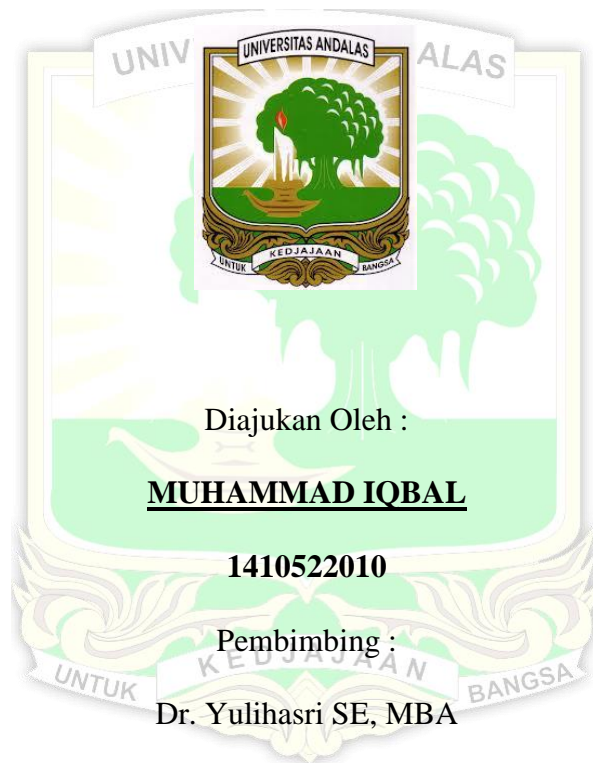 UNIV ALAS
UNIVERSITAS ANDALAS
UNTUK KEDJAJAAN BANGSA
Diajukan Oleh :
MUHAMMAD IQBAL
1410522010
Pembimbing :
UNTUK KEDJAJAAN BANGSA
Dr. Yulihasri SE, MBA